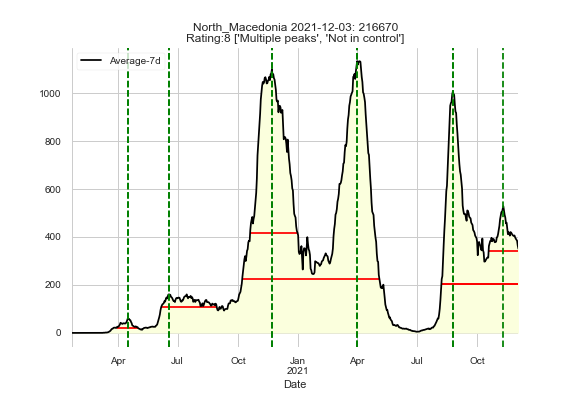 North_Macedonia 2021-12-03: 216670
Rating:8 ['Multiple peaks', 'Not in control']
Average-7d
1000
800
600
400
200
0
Apr Jul Oct Jan Apr Jul Oct
2021
Date